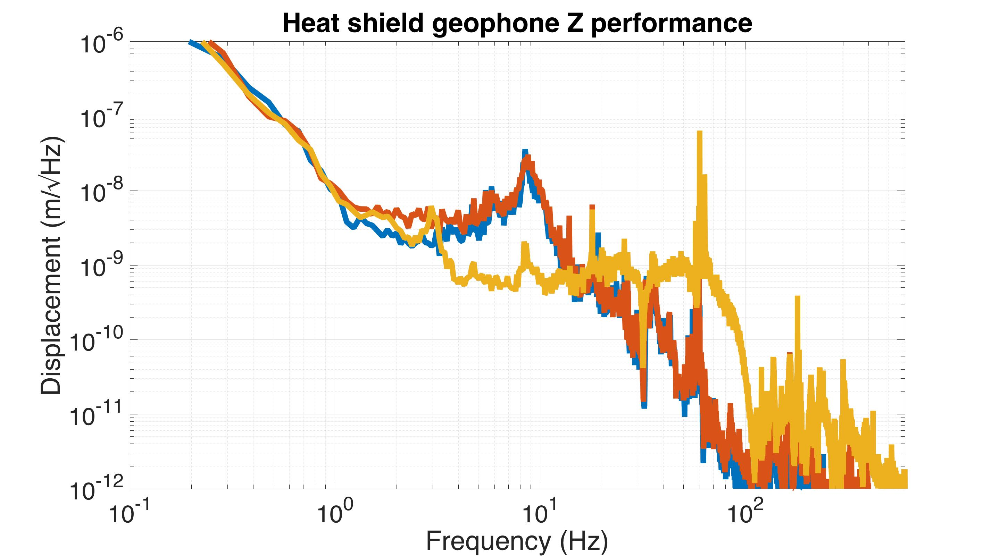 Heat shield geophone Z performance
Displacement (m/√Hz)
10^-6
10^-7
10^-8
10^-9
10^-10
10^-11
10^-12
10^-1 10^0 10^1 10^2
Frequency (Hz)